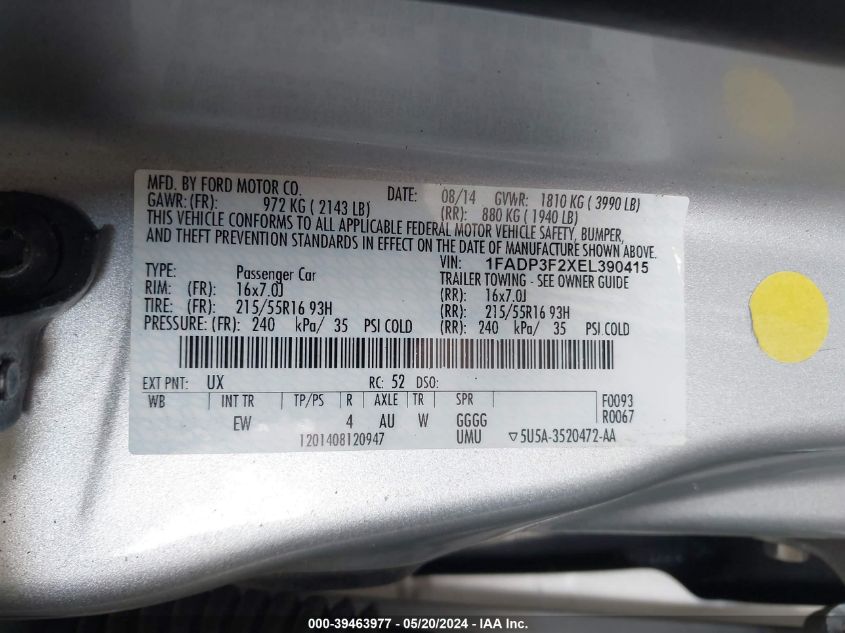 MFD. BY FORD MOTOR CO. DATE: 08/14 GVWR: 1810 KG ( 3990 LB)
GAWR: (FR): 972 KG ( 2143 LB) (RR): 880 KG ( 1940 LB)
THIS VEHICLE CONFORMS TO ALL APPLICABLE FEDERAL MOTOR VEHICLE SAFETY, BUMPER,
AND THEFT PREVENTION STANDARDS IN EFFECT ON THE DATE OF MANUFACTURE SHOWN ABOVE.
VIN: 1FADP3F2XEL390415
TYPE: Passenger Car TRAILER TOWING - SEE OWNER GUIDE
RIM: (FR): 16x7.0J (RR): 16x7.0J
TIRE: (FR): 215/55R16 93H (RR): 215/55R16 93H
PRESSURE: (FR): 240 kPa/ 35 PSI COLD (RR): 240 kPa/ 35 PSI COLD
EXT PNT: UX RC: 52 DSO:
WB INT TR TP/PS R AXLE TR SPR F0093
EW 4 AU W GGGG R0067
1201408120947 UMU ▽5U5A-3520472-AA
000-39463977 - 05/20/2024 - IAA Inc.